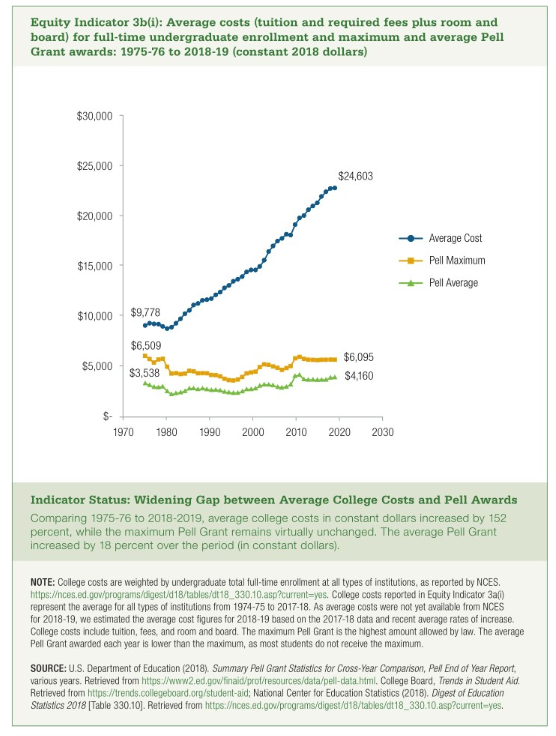 Equity Indicator 3b(i): Average costs (tuition and required fees plus room and
board) for full-time undergraduate enrollment and maximum and average Pell
Grant awards: 1975-76 to 2018-19 (constant 2018 dollars)
$30,000
$25,000
$20,000
$15,000
$10,000
$5,000
$-
$24,603
$9,778
$6,509
$3,538
$6,095
$4,160
Average Cost
Pell Maximum
Pell Average
1970 1980 1990 2000 2010 2020 2030
Indicator Status: Widening Gap between Average College Costs and Pell Awards
Comparing 1975-76 to 2018-2019, average college costs in constant dollars increased by 152
percent, while the maximum Pell Grant remains virtually unchanged. The average Pell Grant
increased by 18 percent over the period (in constant dollars).
NOTE: College costs are weighted by undergraduate total full-time enrollment at all types of institutions, as reported by NCES.
https://nces.ed.gov/programs/digest/d18/tables/dt18_330.10.asp?current=yes. College costs reported in Equity Indicator 3a(i)
represent the average for all types of institutions from 1974-75 to 2017-18. As average costs were not yet available from NCES
for 2018-19, we estimated the average cost figures for 2018-19 based on the 2017-18 data and recent average rates of increase.
College costs include tuition, fees, and room and board. The maximum Pell Grant is the highest amount allowed by law. The average
Pell Grant awarded each year is lower than the maximum, as most students do not receive the maximum.
SOURCE: U.S. Department of Education (2018). Summary Pell Grant Statistics for Cross-Year Comparison, Pell End of Year Report,
various years. Retrieved from https://www2.ed.gov/finaid/prof/resources/data/pell-data.html. College Board, Trends in Student Aid.
Retrieved from https://trends.collegeboard.org/student-aid; National Center for Education Statistics (2018). Digest of Education
Statistics 2018 [Table 330.10]. Retrieved from https://nces.ed.gov/programs/digest/d18/tables/dt18_330.10.asp?current=yes.